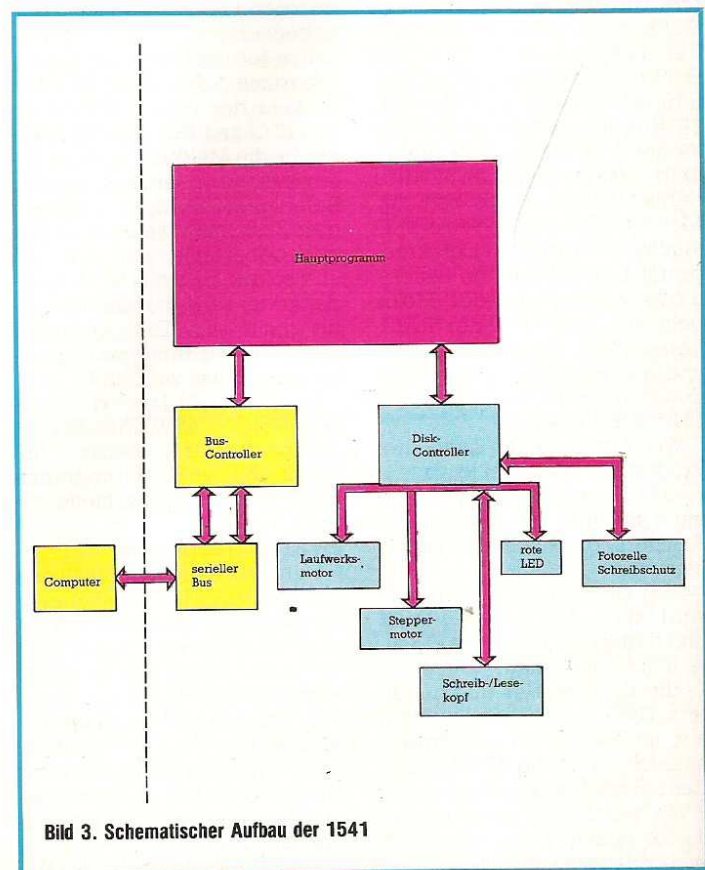 Hauptprogramm
Bus-
Controller
Disk-
Controller
Computer
serieller
Bus
Laufwerks-
motor
rote
LED
Fotozelle
Schreibschutz
Stepper-
motor
Schreib-/Lese-
kopf
Bild 3. Schematischer Aufbau der 1541